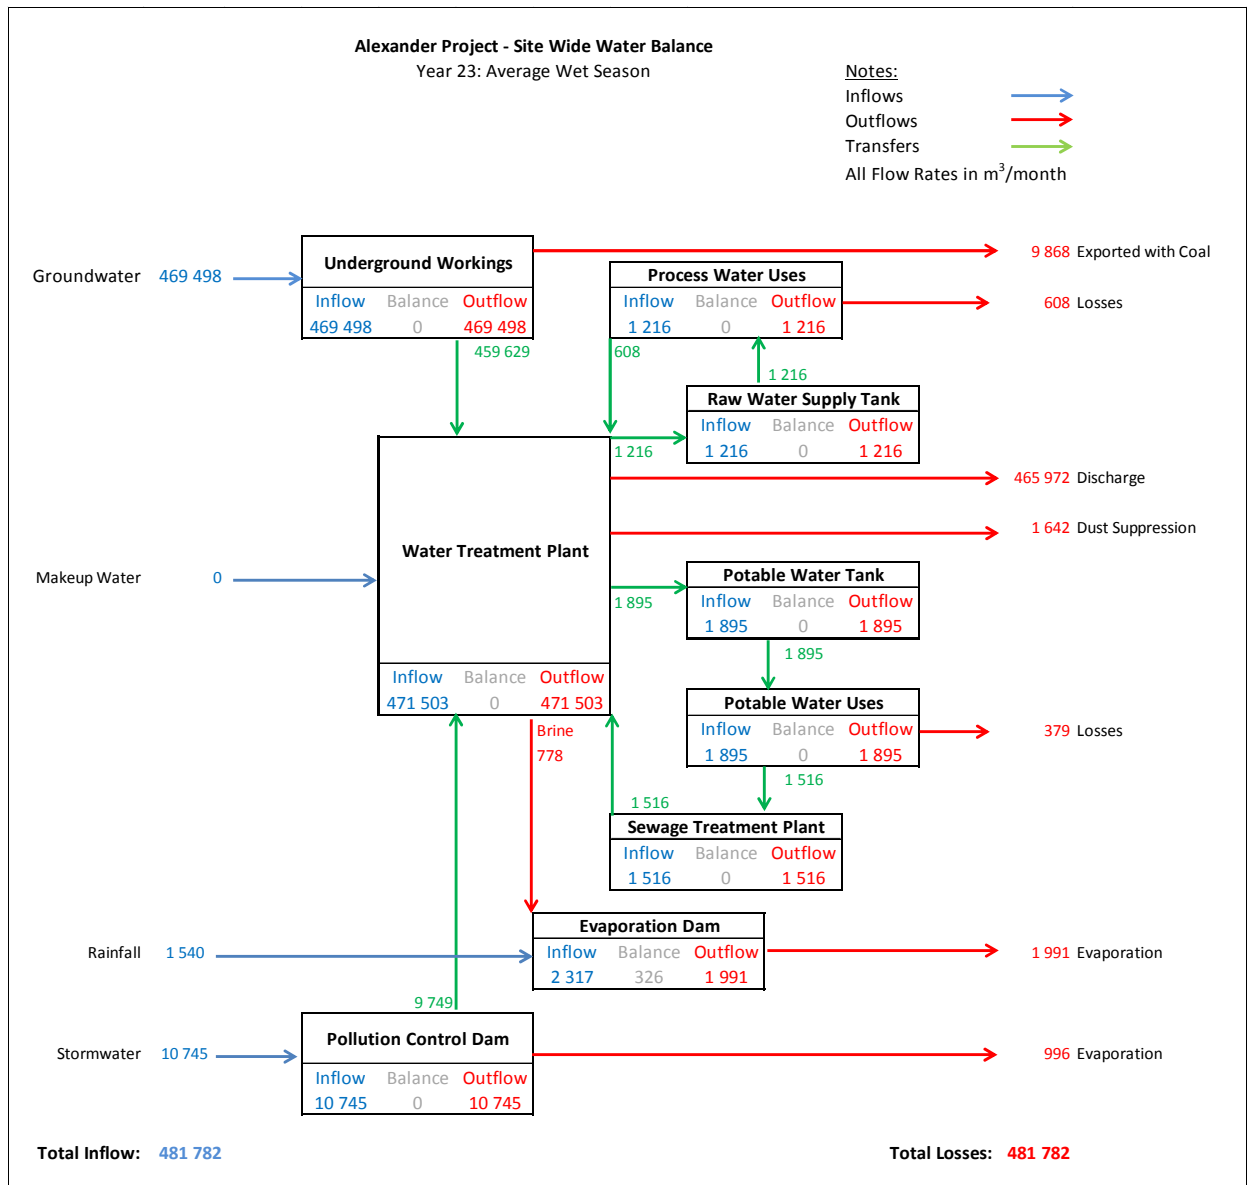 Alexander Project - Site Wide Water Balance
Year 23: Average Wet Season
Notes:
Inflows
Outflows
Transfers
All Flow Rates in m³/month
Groundwater 469 498
Underground Workings
Inflow Balance Outflow
469 498 0 469 498
9 868 Exported with Coal
Process Water Uses
Inflow Balance Outflow
1 216 0 1 216
608 Losses
459 629
608
1 216
Raw Water Supply Tank
Inflow Balance Outflow
1 216 0 1 216
1 216
465 972 Discharge
1 642 Dust Suppression
Water Treatment Plant
Makeup Water 0
Inflow Balance Outflow
471 503 0 471 503
1 895
Potable Water Tank
Inflow Balance Outflow
1 895 0 1 895
1 895
Potable Water Uses
Inflow Balance Outflow
1 895 0 1 895
379 Losses
Brine
778
1 516
1 516
Sewage Treatment Plant
Inflow Balance Outflow
1 516 0 1 516
Rainfall 1 540
Evaporation Dam
Inflow Balance Outflow
2 317 326 1 991
1 991 Evaporation
9 749
Stormwater 10 745
Pollution Control Dam
Inflow Balance Outflow
10 745 0 10 745
996 Evaporation
Total Inflow: 481 782
Total Losses: 481 782